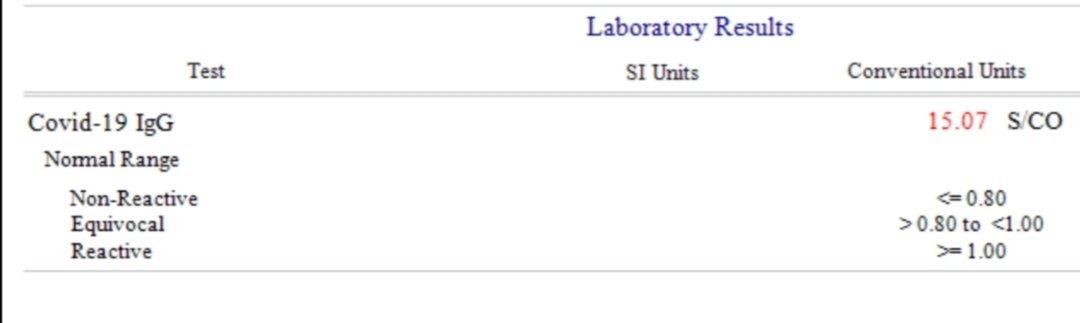 Laboratory Results
Test SI Units Conventional Units
Covid-19 IgG 15.07 S/CO
Normal Range
Non-Reactive <= 0.80
Equivocal > 0.80 to <1.00
Reactive >= 1.00